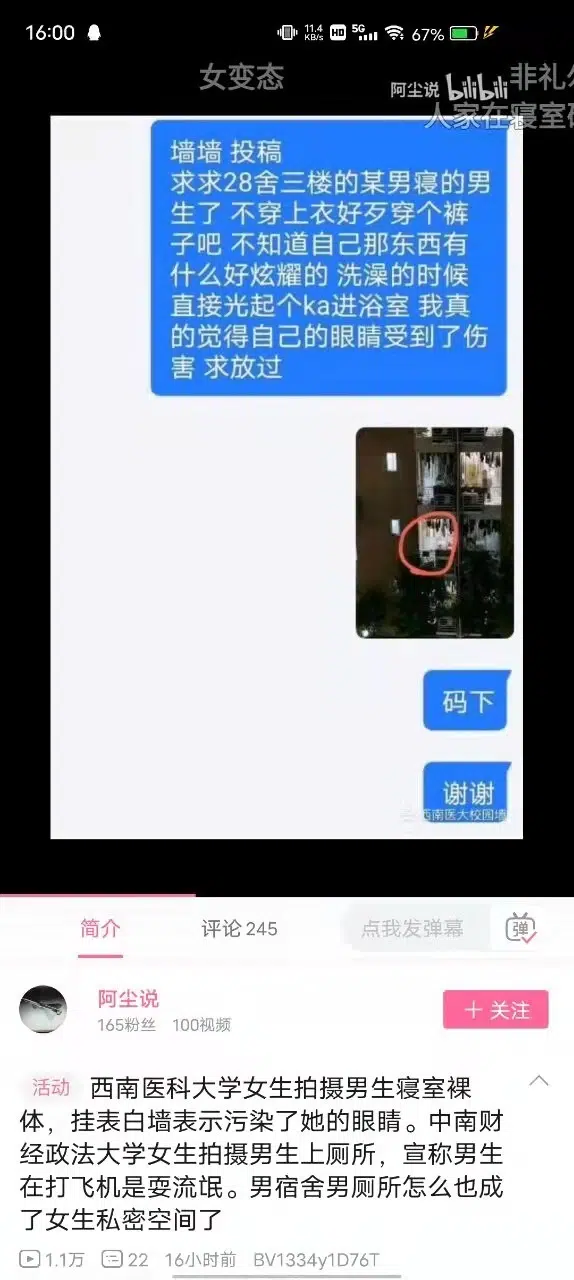 16:00 11.4 KB/s HD 5G 67%
女变态
阿尘说 bilibili 非礼
人家在寝室
墙墙 投稿
求求28舍三楼的某男寝的男
生了 不穿上衣好歹穿个裤
子吧 不知道自己那东西有
什么好炫耀的 洗澡的时候
直接光起个ka进浴室 我真
的觉得自己的眼睛受到了伤
害 求放过
码下
谢谢
西南医大校园墙
简介 评论 245 点我发弹幕 弹
阿尘说
165粉丝 100视频
+ 关注
活动 西南医科大学女生拍摄男生寝室裸
体，挂表白墙表示污染了她的眼睛。中南财
经政法大学女生拍摄男生上厕所，宣称男生
在打飞机是耍流氓。男宿舍男厕所怎么也成
了女生私密空间了
1.1万 22 16小时前 BV1334y1D76T